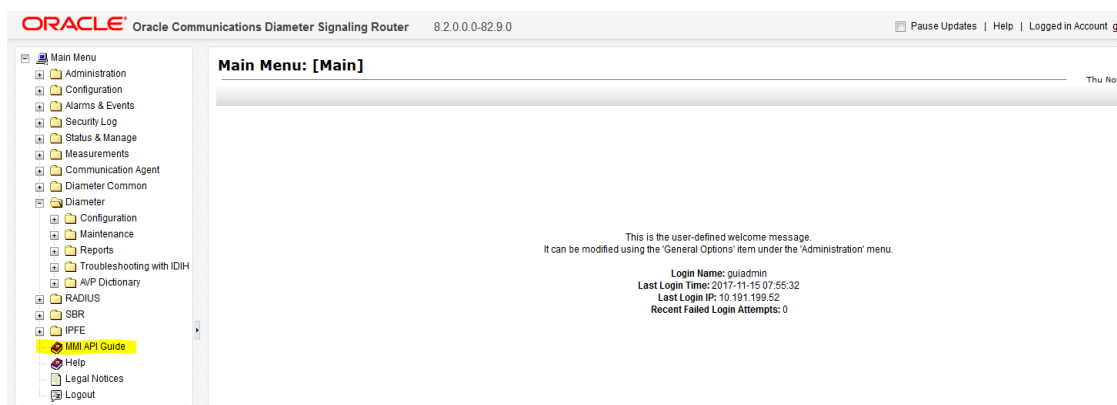 ORACLE® Oracle Communications Diameter Signaling Router 8.2.0.0.0-82.9.0
Pause Updates | Help | Logged in Account g
Main Menu
Administration
Configuration
Alarms & Events
Security Log
Status & Manage
Measurements
Communication Agent
Diameter Common
Diameter
Configuration
Maintenance
Reports
Troubleshooting with IDIH
AVP Dictionary
RADIUS
SBR
IPFE
MMI API Guide
Help
Legal Notices
Logout
Main Menu: [Main]
Thu No
This is the user-defined welcome message.
It can be modified using the 'General Options' item under the 'Administration' menu.
Login Name: guiadmin
Last Login Time: 2017-11-15 07:55:32
Last Login IP: 10.191.199.52
Recent Failed Login Attempts: 0